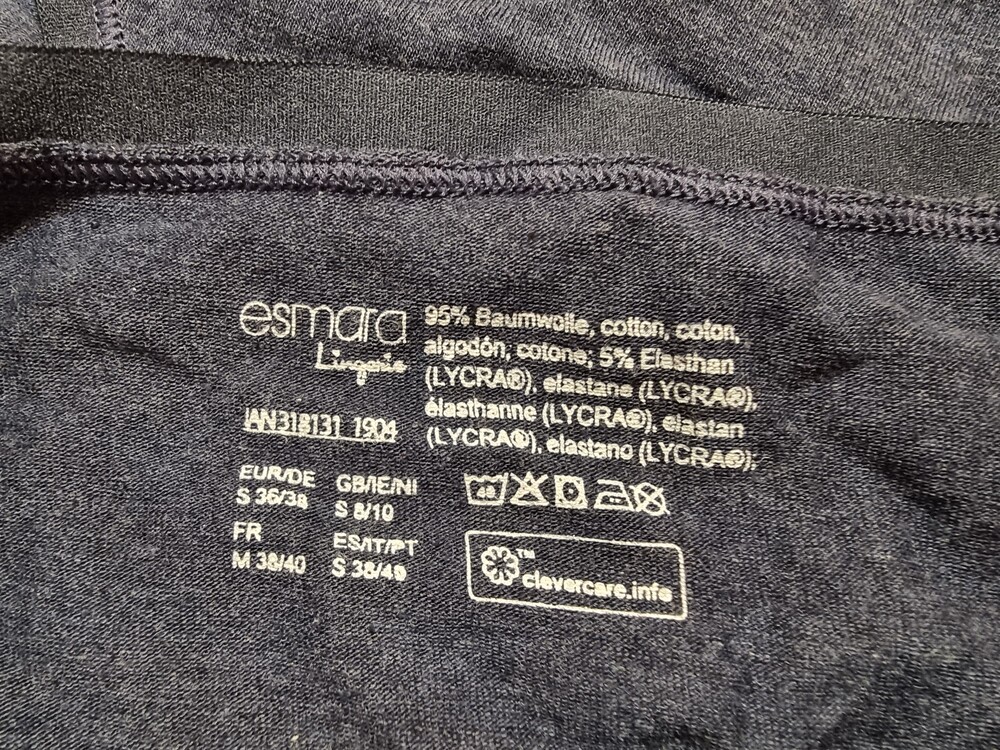 esmara
Lingerie
IAN318131 1904
EUR/DE
S 36/38
GB/IE/NI
S 8/10
FR
M 38/40
ES/IT/PT
S 38/40
95% Baumwolle, cotton, coton,
algodón, cotone; 5% Elasthan
(LYCRA®), elastane (LYCRA®),
élasthanne (LYCRA®), elastan
(LYCRA®), elastano (LYCRA®);
40
™
clevercare.info